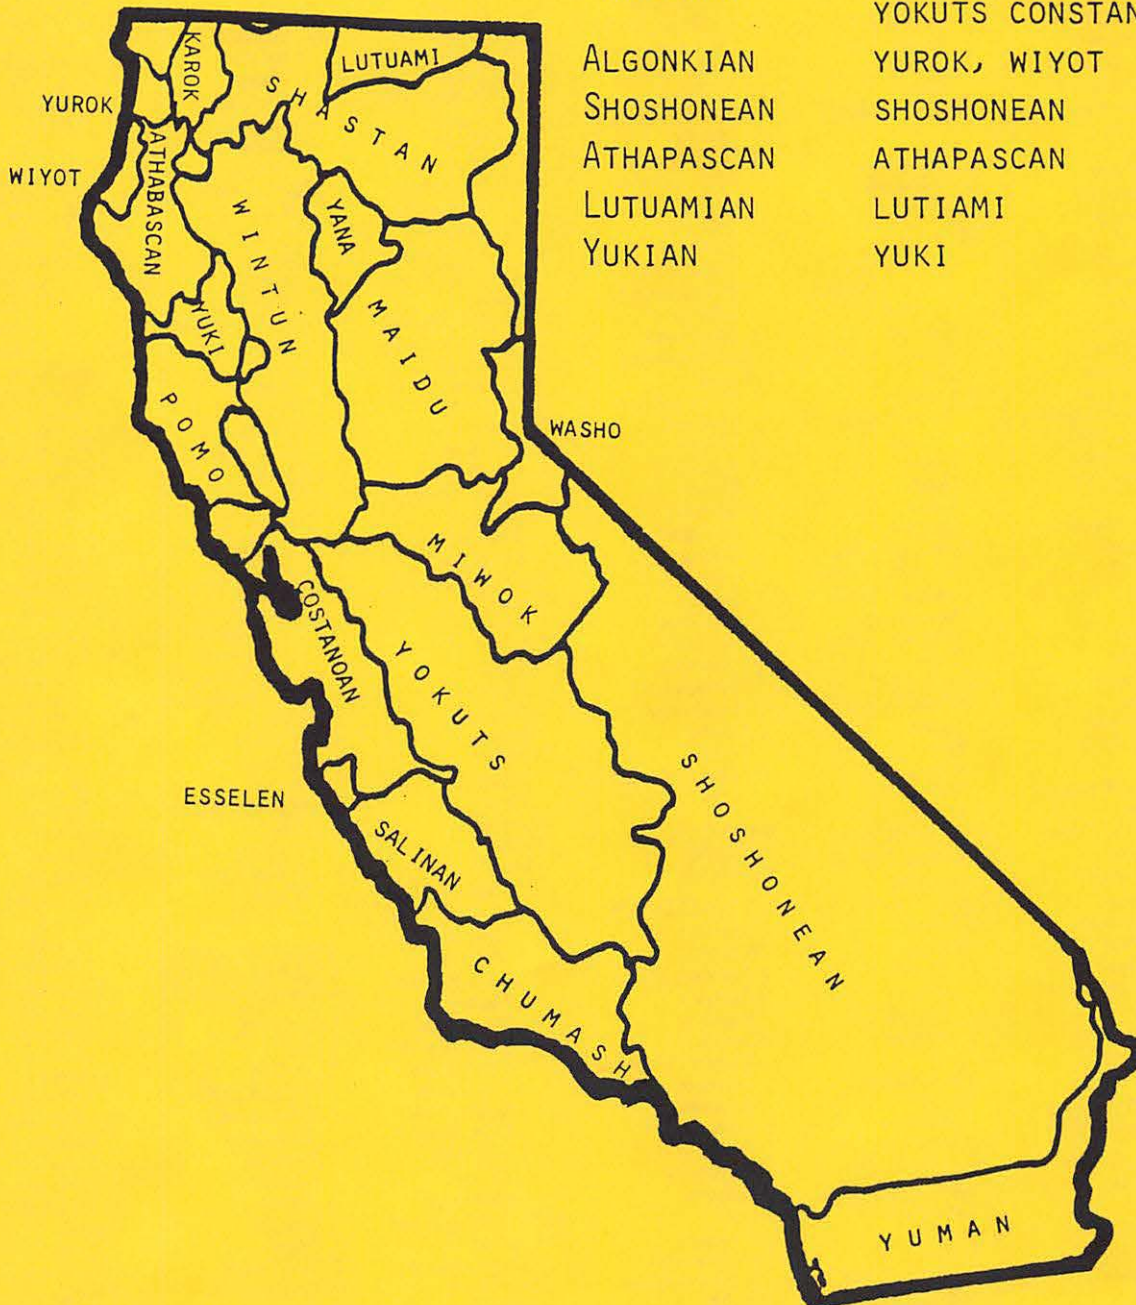 YOKUTS CONSTAN
ALGONKIAN YUROK, WIYOT
SHOSHONEAN SHOSHONEAN
ATHAPASCAN ATHAPASCAN
LUTUAMIAN LUTIAMI
YUKIAN YUKI
KAROK
LUTUAMI
YUROK
SHASTAN
ATHABASCAN
WIYOT
WINTUN
YANA
YUKI
MAIDU
POMO
WASHO
MIWOK
COSTANOAN
YOKUTS
ESSELEN
SHOSHONEAN
SALINAN
CHUMASH
YUMAN